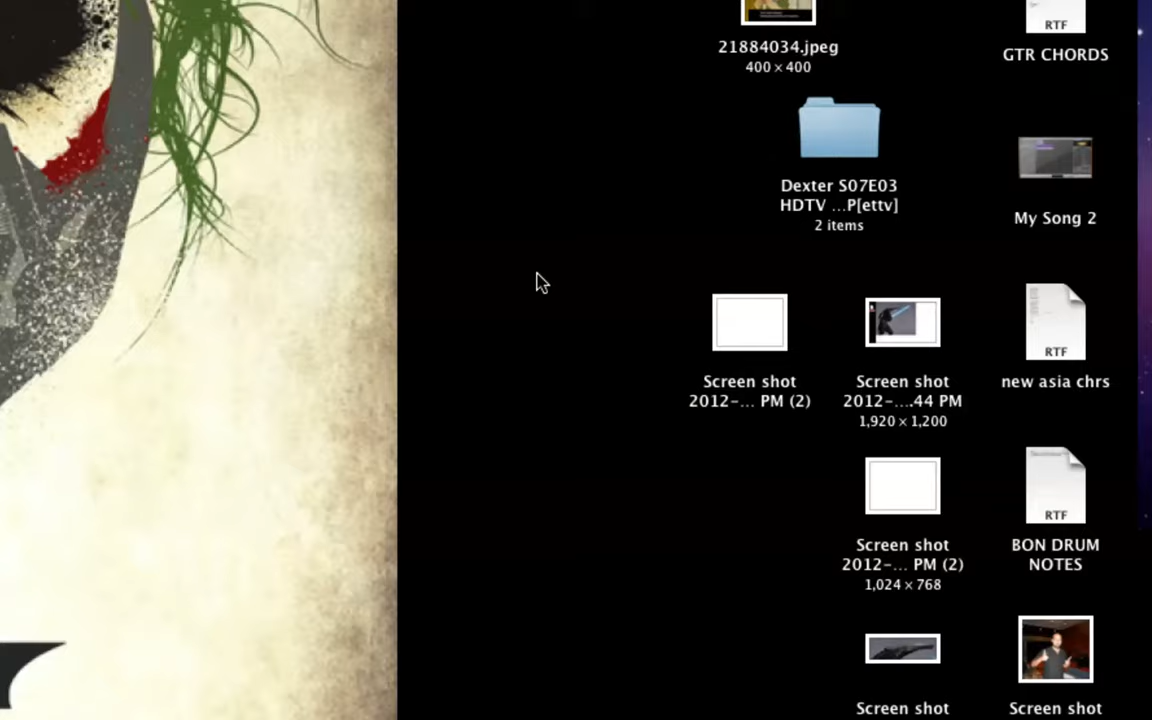 21884034.jpeg
400 × 400
RTF
GTR CHORDS
Dexter S07E03
HDTV ...P[ettv]
2 items
My Song 2
Screen shot
2012-... PM (2)
Screen shot
2012-....44 PM
1,920 × 1,200
RTF
new asia chrs
Screen shot
2012-... PM (2)
1,024 × 768
RTF
BON DRUM
NOTES
Screen shot
Screen shot